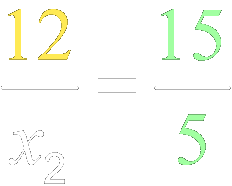 12/x₂ = 15/5